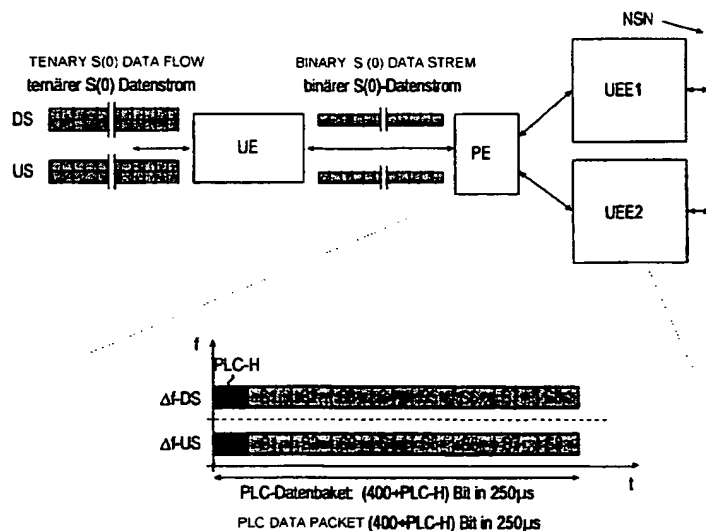 NSN
TENARY S(0) DATA FLOW
ternärer S(0) Datenstrom
BINARY S (0) DATA STREM
binärer S(0)-Datenstrom
DS
US
UE
PE
UEE1
UEE2
f
PLC-H
Δf-DS
Δf-US
t
PLC-Datenbaket: (400+PLC-H) Bit in 250µs
PLC DATA PACKET (400+PLC-H) Bit in 250µs